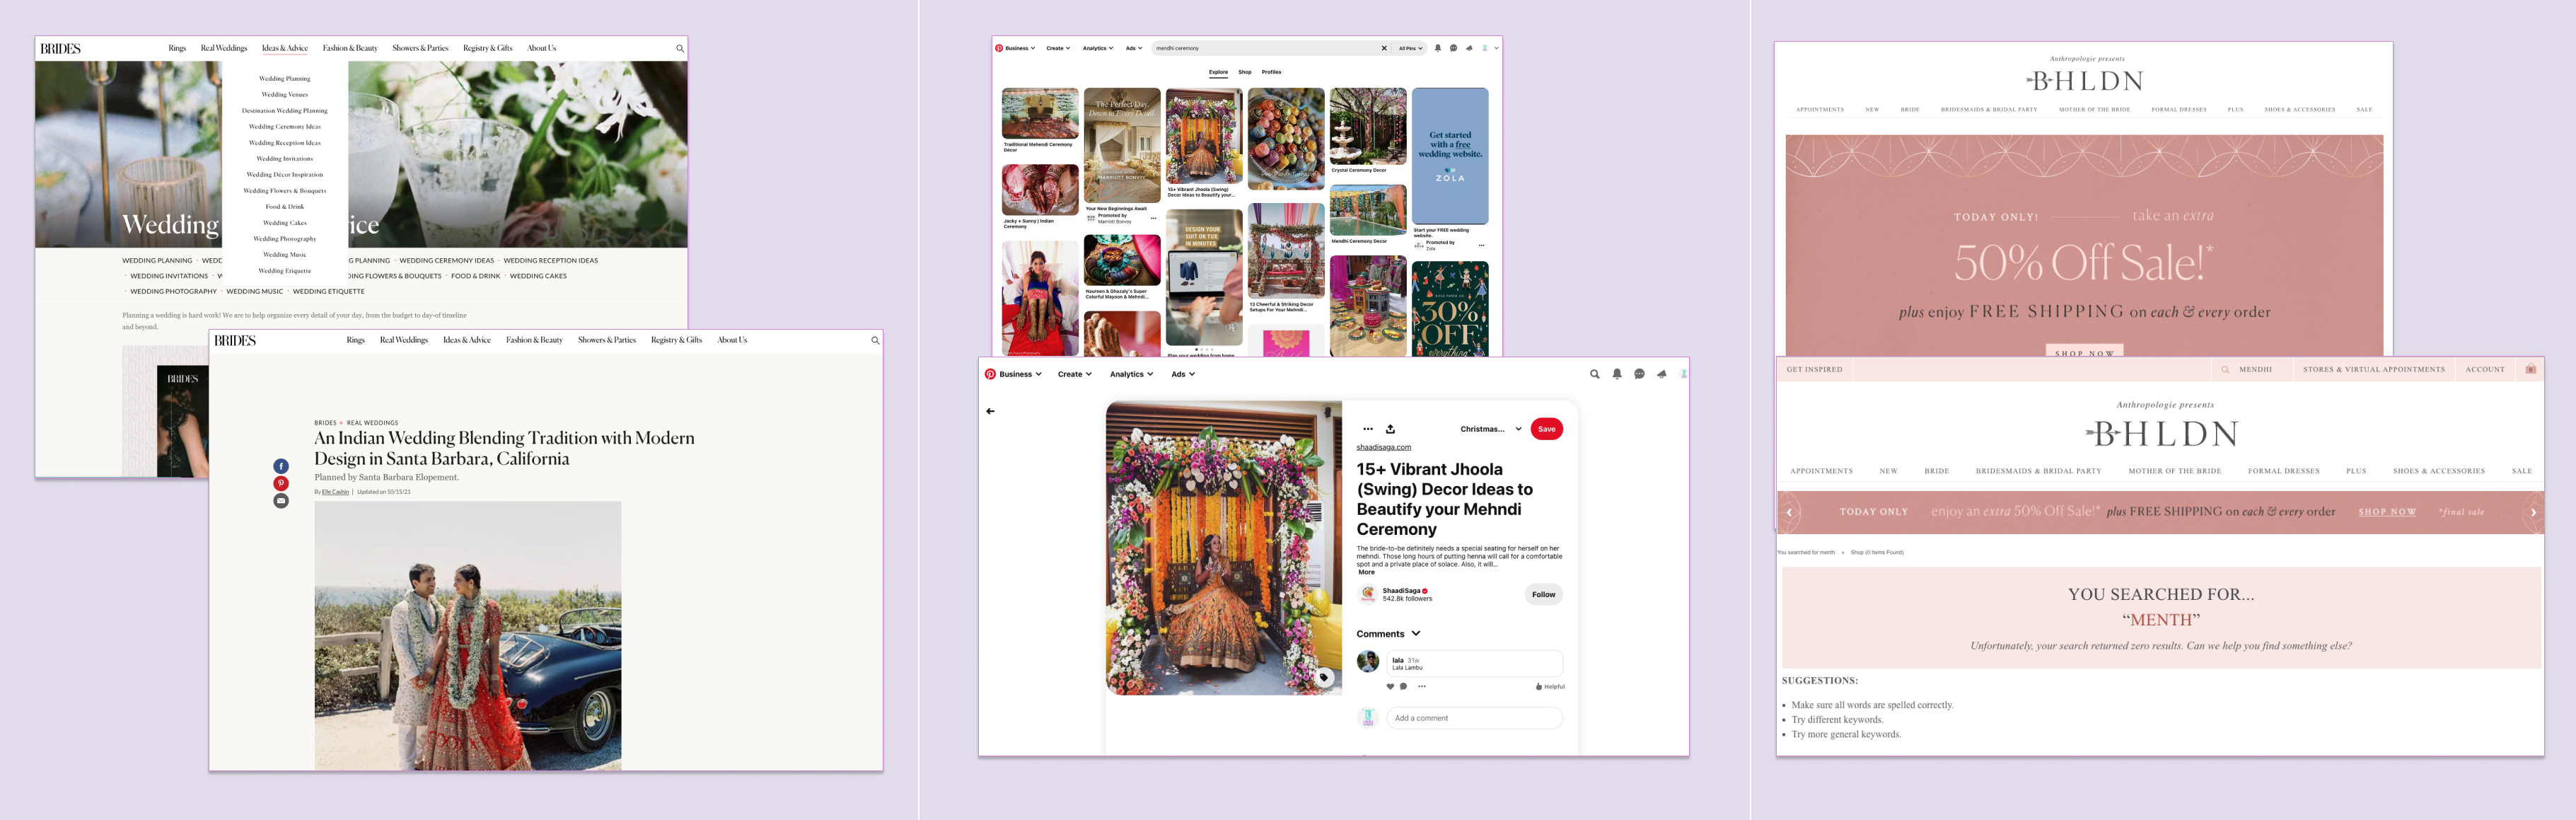 BRIDES
Rings Real Weddings Ideas & Advice Fashion & Beauty Showers & Parties Registry & Gifts About Us
Wedding Planning
Wedding Venues
Destination Wedding Planning
Wedding Ceremony Ideas
Wedding Reception Ideas
Wedding Invitations
Wedding Décor Inspiration
Wedding Flowers & Bouquets
Food & Drink
Wedding Cakes
Wedding Photography
Wedding Music
Wedding Etiquette
Wedding ice
WEDDING PLANNING · WEDD G PLANNING · WEDDING CEREMONY IDEAS · WEDDING RECEPTION IDEAS
· WEDDING INVITATIONS · W DING FLOWERS & BOUQUETS · FOOD & DRINK · WEDDING CAKES
· WEDDING PHOTOGRAPHY · WEDDING MUSIC · WEDDING ETIQUETTE
Planning a wedding is hard work! We are to help organize every detail of your day, from the budget to day-of timeline
and beyond.
BRIDES
BRIDES
Rings Real Weddings Ideas & Advice Fashion & Beauty Showers & Parties Registry & Gifts About Us
BRIDES • REAL WEDDINGS
An Indian Wedding Blending Tradition with Modern
Design in Santa Barbara, California
Planned by Santa Barbara Elopement.
By Elle Cashin | Updated on 10/15/21
Business Create Analytics Ads mendhi ceremony All Pins
Explore Shop Profiles
Traditional Mehendi Ceremony
Décor
Jacky + Sunny | Indian
Ceremony
The Perfect Day,
Down to Every Detail.
MARRIOTT BONVOY
Your New Beginnings Await
Promoted by
Marriott Bonvoy
Naureen & Ghazaly's Super
Colorful Mayoon & Mehndi...
15+ Vibrant Jhoola (Swing)
Decor Ideas to Beautify your...
DESIGN YOUR
SUIT OR TUX
IN MINUTES
Plan your wedding from home
13 Cheerful & Striking Decor
Setups For Your Mehndi...
Crystal Ceremony Decor
Mendhi Ceremony Decor
Get started
with a free
wedding website.
ZOLA
Start your FREE wedding
website.
Promoted by
Zola
30%
OFF
everything
Business Create Analytics Ads
Christmas... Save
shaadisaga.com
15+ Vibrant Jhoola
(Swing) Decor Ideas to
Beautify your Mehndi
Ceremony
The bride-to-be definitely needs a special seating for herself on her
mehndi. Those long hours of putting henna will call for a comfortable
spot and a private place of solace. Also, it will...
More
ShaadiSaga
542.8k followers
Follow
Comments
lala 31w
Lala Lambu
Helpful
Add a comment
Anthropologie presents
BHLDN
APPOINTMENTS NEW BRIDE BRIDESMAIDS & BRIDAL PARTY MOTHER OF THE BRIDE FORMAL DRESSES PLUS SHOES & ACCESSORIES SALE
TODAY ONLY! take an extra
50% Off Sale!*
plus enjoy FREE SHIPPING on each & every order
SHOP NOW
GET INSPIRED MENDHI STORES & VIRTUAL APPOINTMENTS ACCOUNT 0
Anthropologie presents
BHLDN
APPOINTMENTS NEW BRIDE BRIDESMAIDS & BRIDAL PARTY MOTHER OF THE BRIDE FORMAL DRESSES PLUS SHOES & ACCESSORIES SALE
TODAY ONLY enjoy an extra 50% Off Sale!* plus FREE SHIPPING on each & every order SHOP NOW *final sale
You searched for menth » Shop (0 Items Found)
YOU SEARCHED FOR...
“MENTH”
Unfortunately, your search returned zero results. Can we help you find something else?
SUGGESTIONS:
• Make sure all words are spelled correctly.
• Try different keywords.
• Try more general keywords.